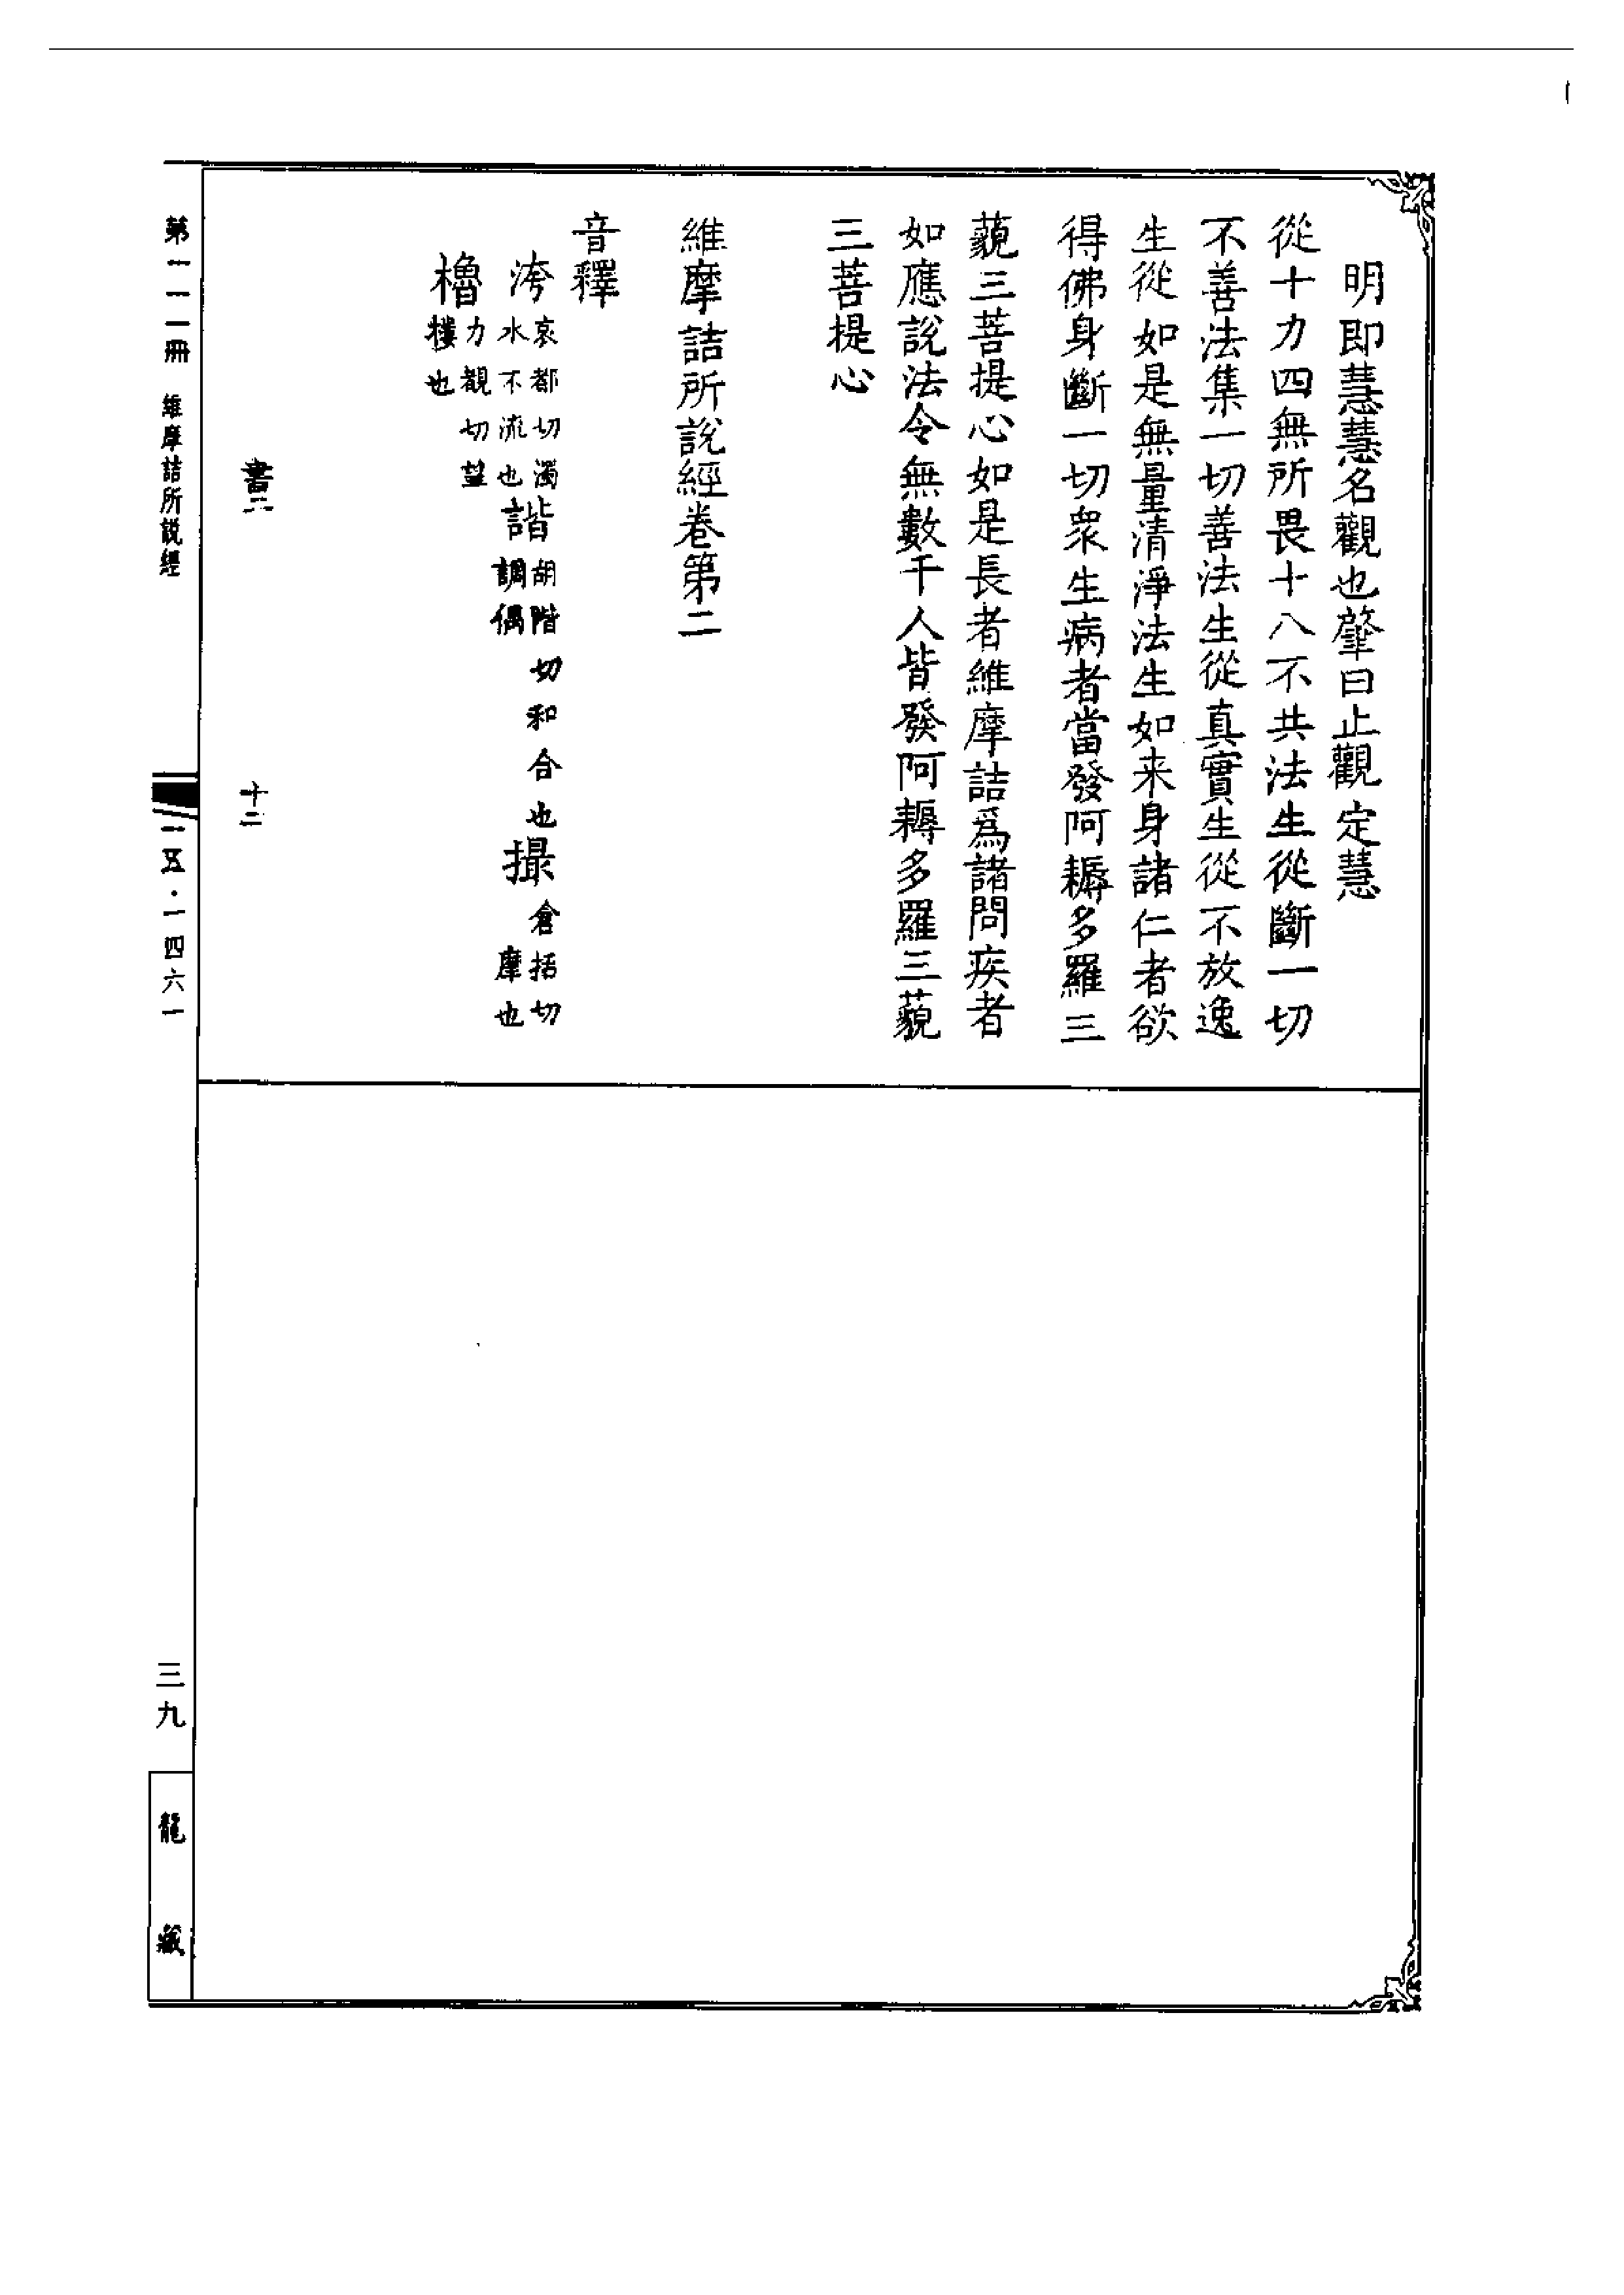 明即慧慧名觀也肇曰止觀定慧
從十力四無所畏十八不共法生從斷一切
不善法集一切善法生從真實生從不放逸
生從如是無量清淨法生如来身諸仁者欲
得佛身斷一切眾生病者當發阿耨多羅三
藐三菩提心如是長者維摩詰為諸問疾者
如應說法令無數千人皆發阿耨多羅三藐
三菩提心
維摩詰所說經卷第二
音釋
洿哀都切濁水不流也諧胡階切和合也調偶撮倉括切摩也
櫓力覩切望摟也
書二
十二
第一一一冊
維摩詰所説經
一五·一四六一
三九
龍藏